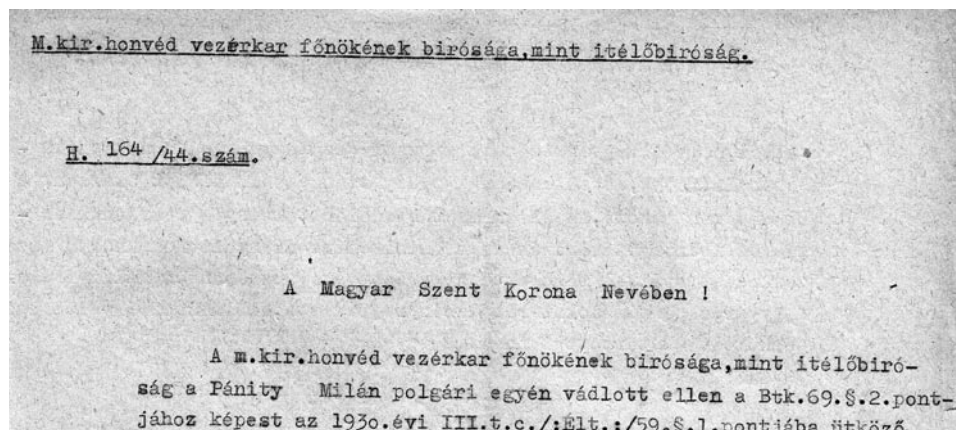 M.kir.honvéd vezérkar főnökének birósága,mint itélőbiróság.
H. 164 /44.szám.
A Magyar Szent Korona Nevében !
A m.kir.honvéd vezérkar főnökének birósága,mint itélőbiró-
ság a Pánity Milán polgári egyén vádlott ellen a Btk.69.§.2.pont-
jához képest az 193o.évi III.t.c./:Élt.:/59.§.1.pontjába ütköző